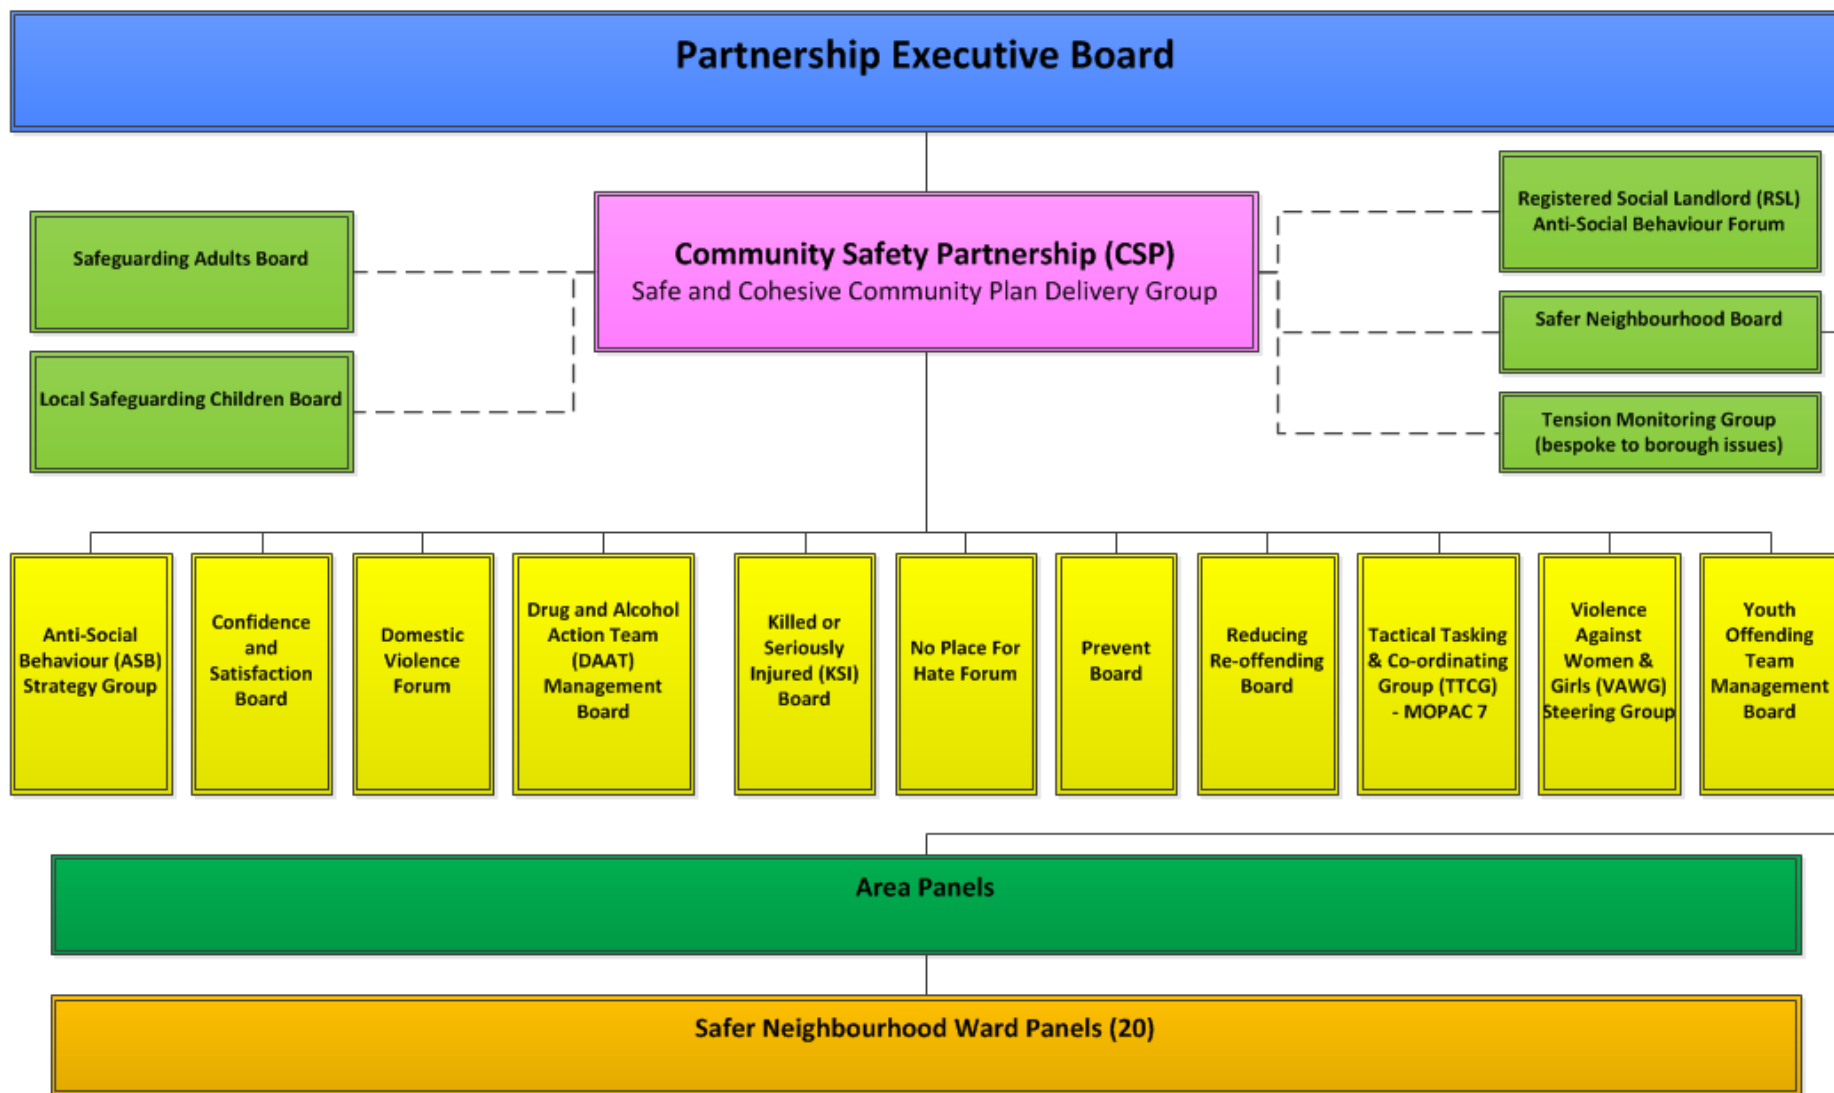 Partnership Executive Board
Community Safety Partnership (CSP)
Safe and Cohesive Community Plan Delivery Group
Safeguarding Adults Board
Local Safeguarding Children Board
Registered Social Landlord (RSL)
Anti-Social Behaviour Forum
Safer Neighbourhood Board
Tension Monitoring Group
(bespoke to borough issues)
Anti-Social
Behaviour (ASB)
Strategy Group
Confidence
and
Satisfaction
Board
Domestic
Violence
Forum
Drug and Alcohol
Action Team
(DAAT)
Management
Board
Killed or
Seriously
Injured (KSI)
Board
No Place For
Hate Forum
Prevent
Board
Reducing
Re-offending
Board
Tactical Tasking
& Co-ordinating
Group (TTCG)
- MOPAC 7
Violence
Against
Women &
Girls (VAWG)
Steering Group
Youth
Offending
Team
Management
Board
Area Panels
Safer Neighbourhood Ward Panels (20)